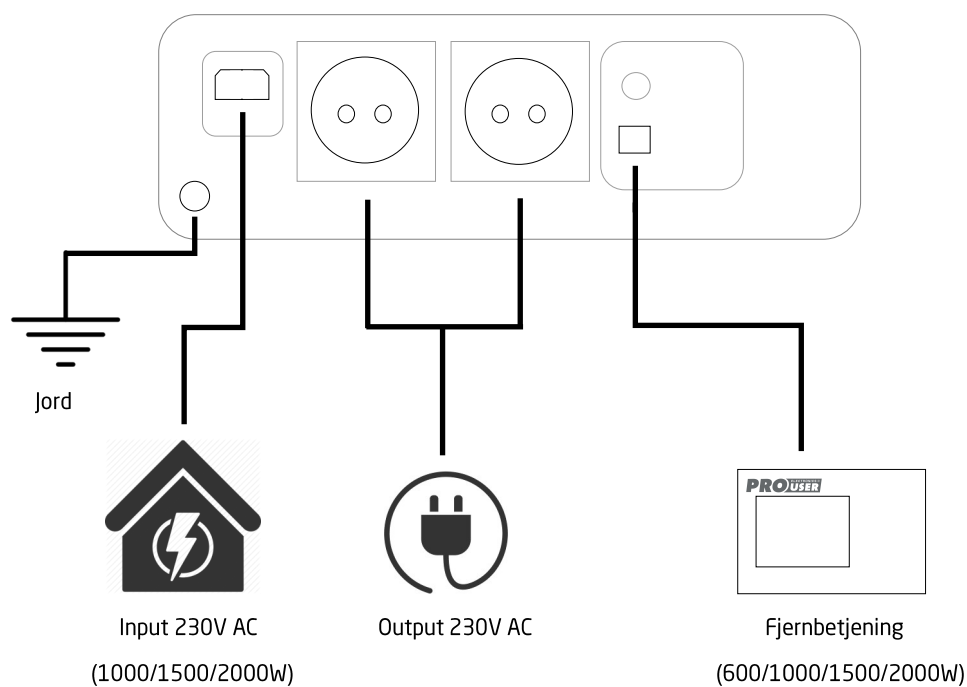 Jord
PRO USER
Input 230V AC
(1000/1500/2000W)
Output 230V AC
Fjernbetjening
(600/1000/1500/2000W)